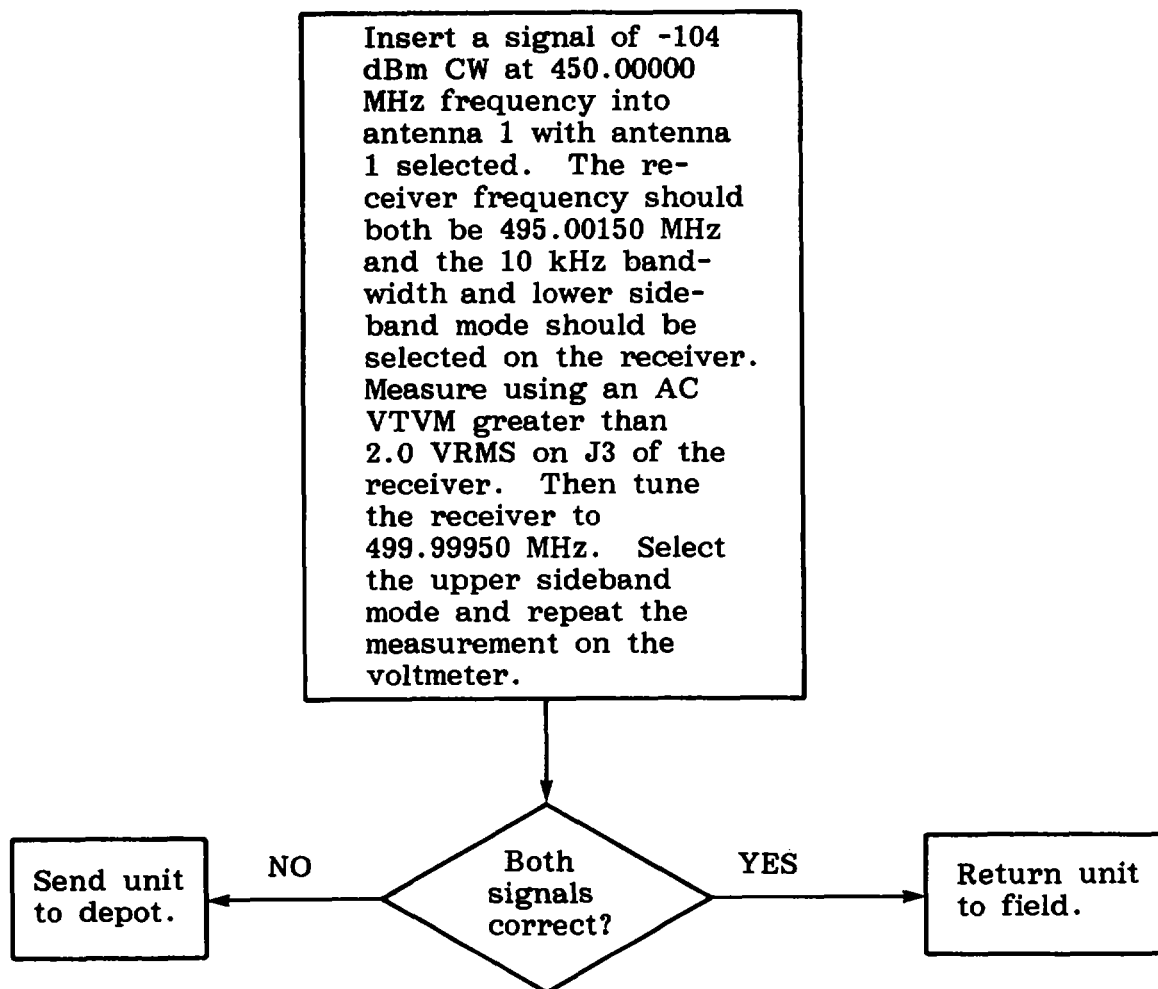 Insert a signal of -104
dBm CW at 450.00000
MHz frequency into
antenna 1 with antenna
1 selected. The re-
ceiver frequency should
both be 495.00150 MHz
and the 10 kHz band-
width and lower side-
band mode should be
selected on the receiver.
Measure using an AC
VTVM greater than
2.0 VRMS on J3 of the
receiver. Then tune
the receiver to
499.99950 MHz. Select
the upper sideband
mode and repeat the
measurement on the
voltmeter.
NO
YES
Send unit
to depot.
Both
signals
correct?
Return unit
to field.